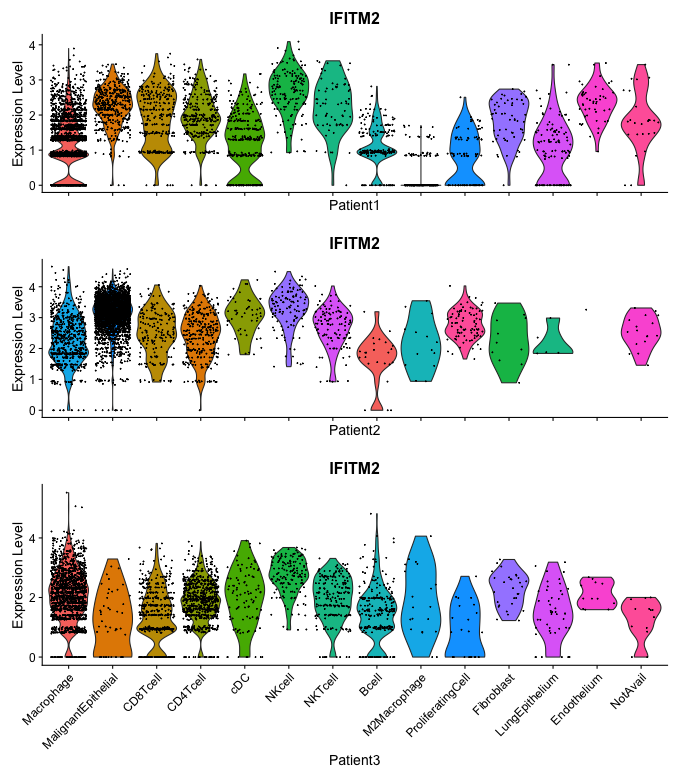 IFITM2
Expression Level
4
3
2
1
0
Patient1
IFITM2
Expression Level
4
3
2
1
0
Patient2
IFITM2
Expression Level
4
2
0
Macrophage
MalignantEpithelial
CD8Tcell
CD4Tcell
cDC
NKcell
NKTcell
Bcell
M2Macrophage
ProliferatingCell
Fibroblast
LungEpithelium
Endothelium
NotAvail
Patient3